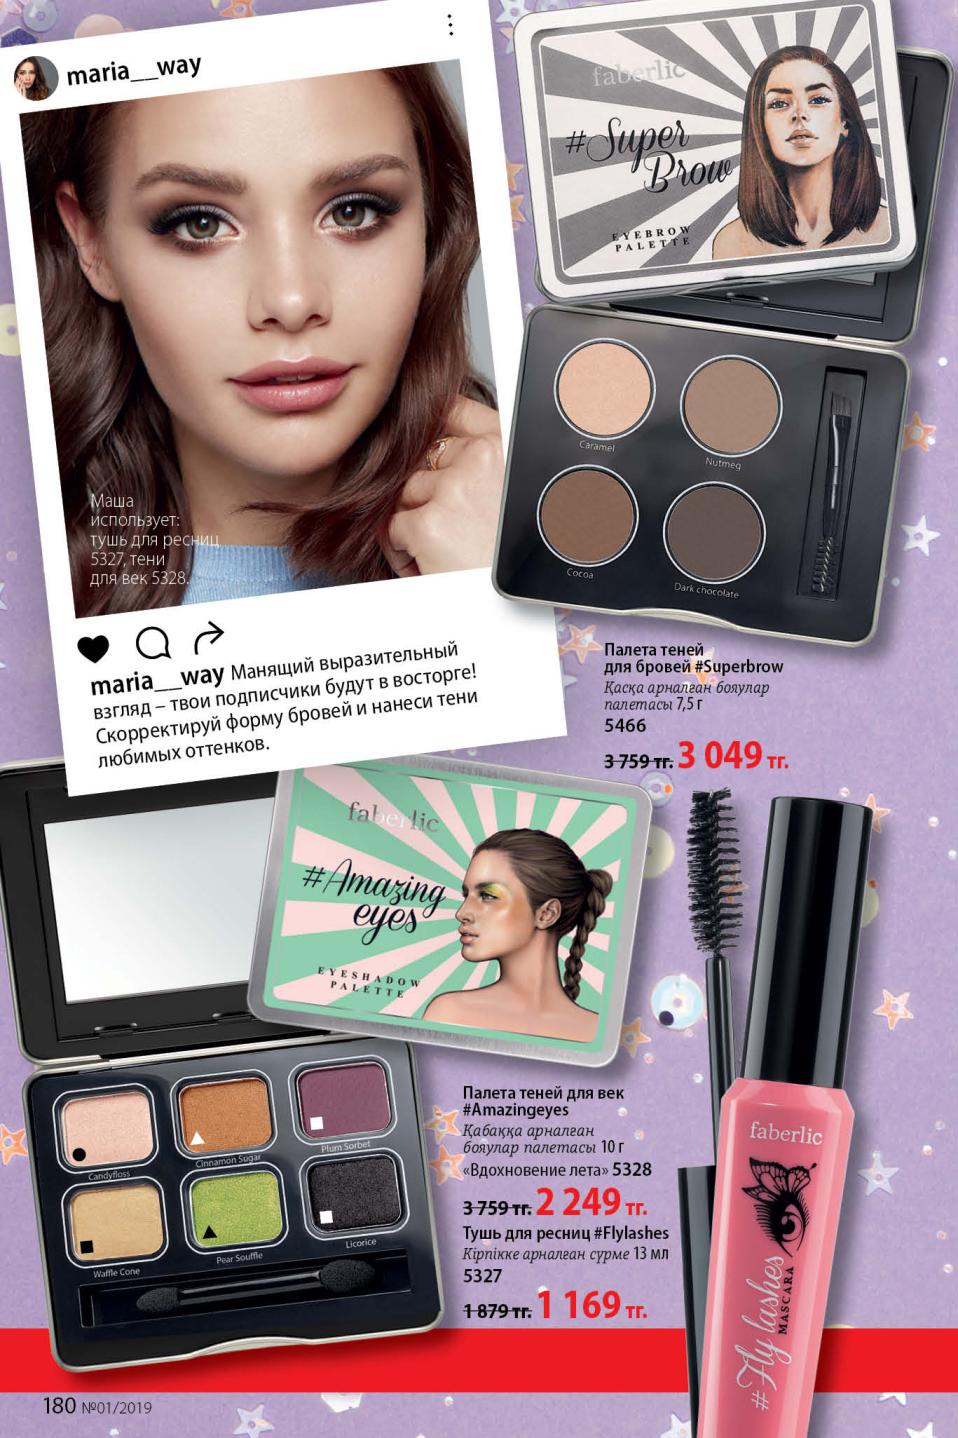 maria__way
Маша
использует:
тушь для ресниц
5327, тени
для век 5328.
maria__way Манящий выразительный
взгляд – твои подписчики будут в восторге!
Скорректируй форму бровей и нанеси тени
любимых оттенков.
faberlic
#Super
Brow
EYEBROW
PALETTE
Caramel
Nutmeg
Cocoa
Dark chocolate
Палета теней
для бровей #Superbrow
Қасқа арналған бояулар
палетасы 7,5 г
5466
3 759 тг. 3 049 тг.
faberlic
#Amazing
eyes
EYESHADOW
PALETTE
Candyfloss
Cinnamon Sugar
Plum Sorbet
Waffle Cone
Pear Souffle
Licorice
Палета теней для век
#Amazingeyes
Қабаққа арналған
бояулар палетасы 10 г
«Вдохновение лета» 5328
3 759 тг. 2 249 тг.
Тушь для ресниц #Flylashes
Кірпікке арналған сүрме 13 мл
5327
1 879 тг. 1 169 тг.
faberlic
#Fly lashes
MASCARA
180 №01/2019